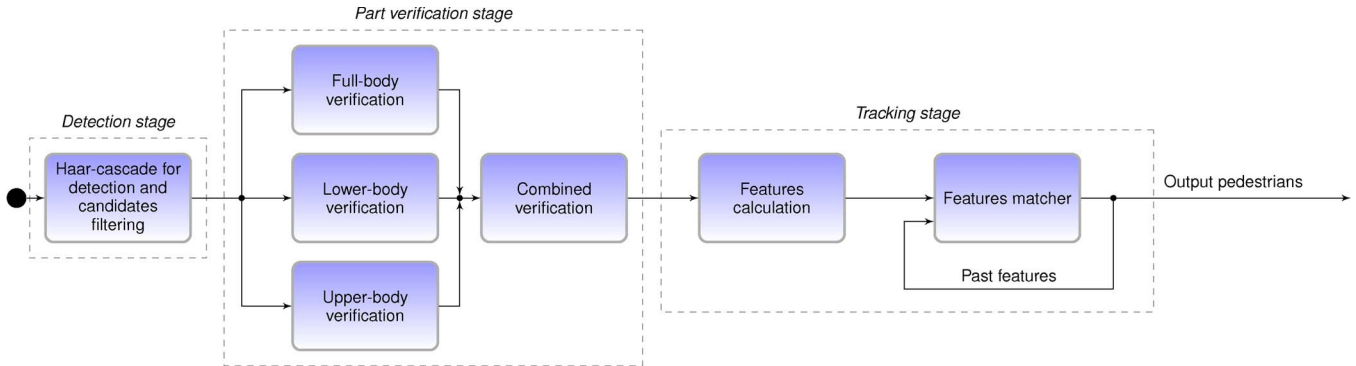 Part verification stage
Detection stage
Haar-cascade for
detection and
candidates
filtering
Full-body
verification
Lower-body
verification
Upper-body
verification
Combined
verification
Tracking stage
Features
calculation
Features matcher
Past features
Output pedestrians